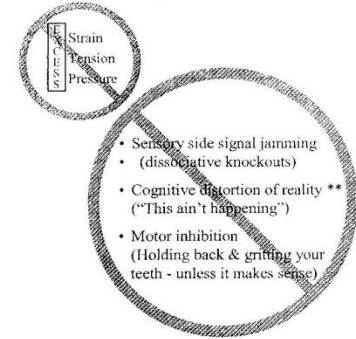 EXCESS
Strain
Tension
Pressure
• Sensory side signal jamming
• (dissociative knockouts)
• Cognitive distortion of reality **
("This ain't happening")
• Motor inhibition
(Holding back & gritting your
teeth - unless it makes sense)